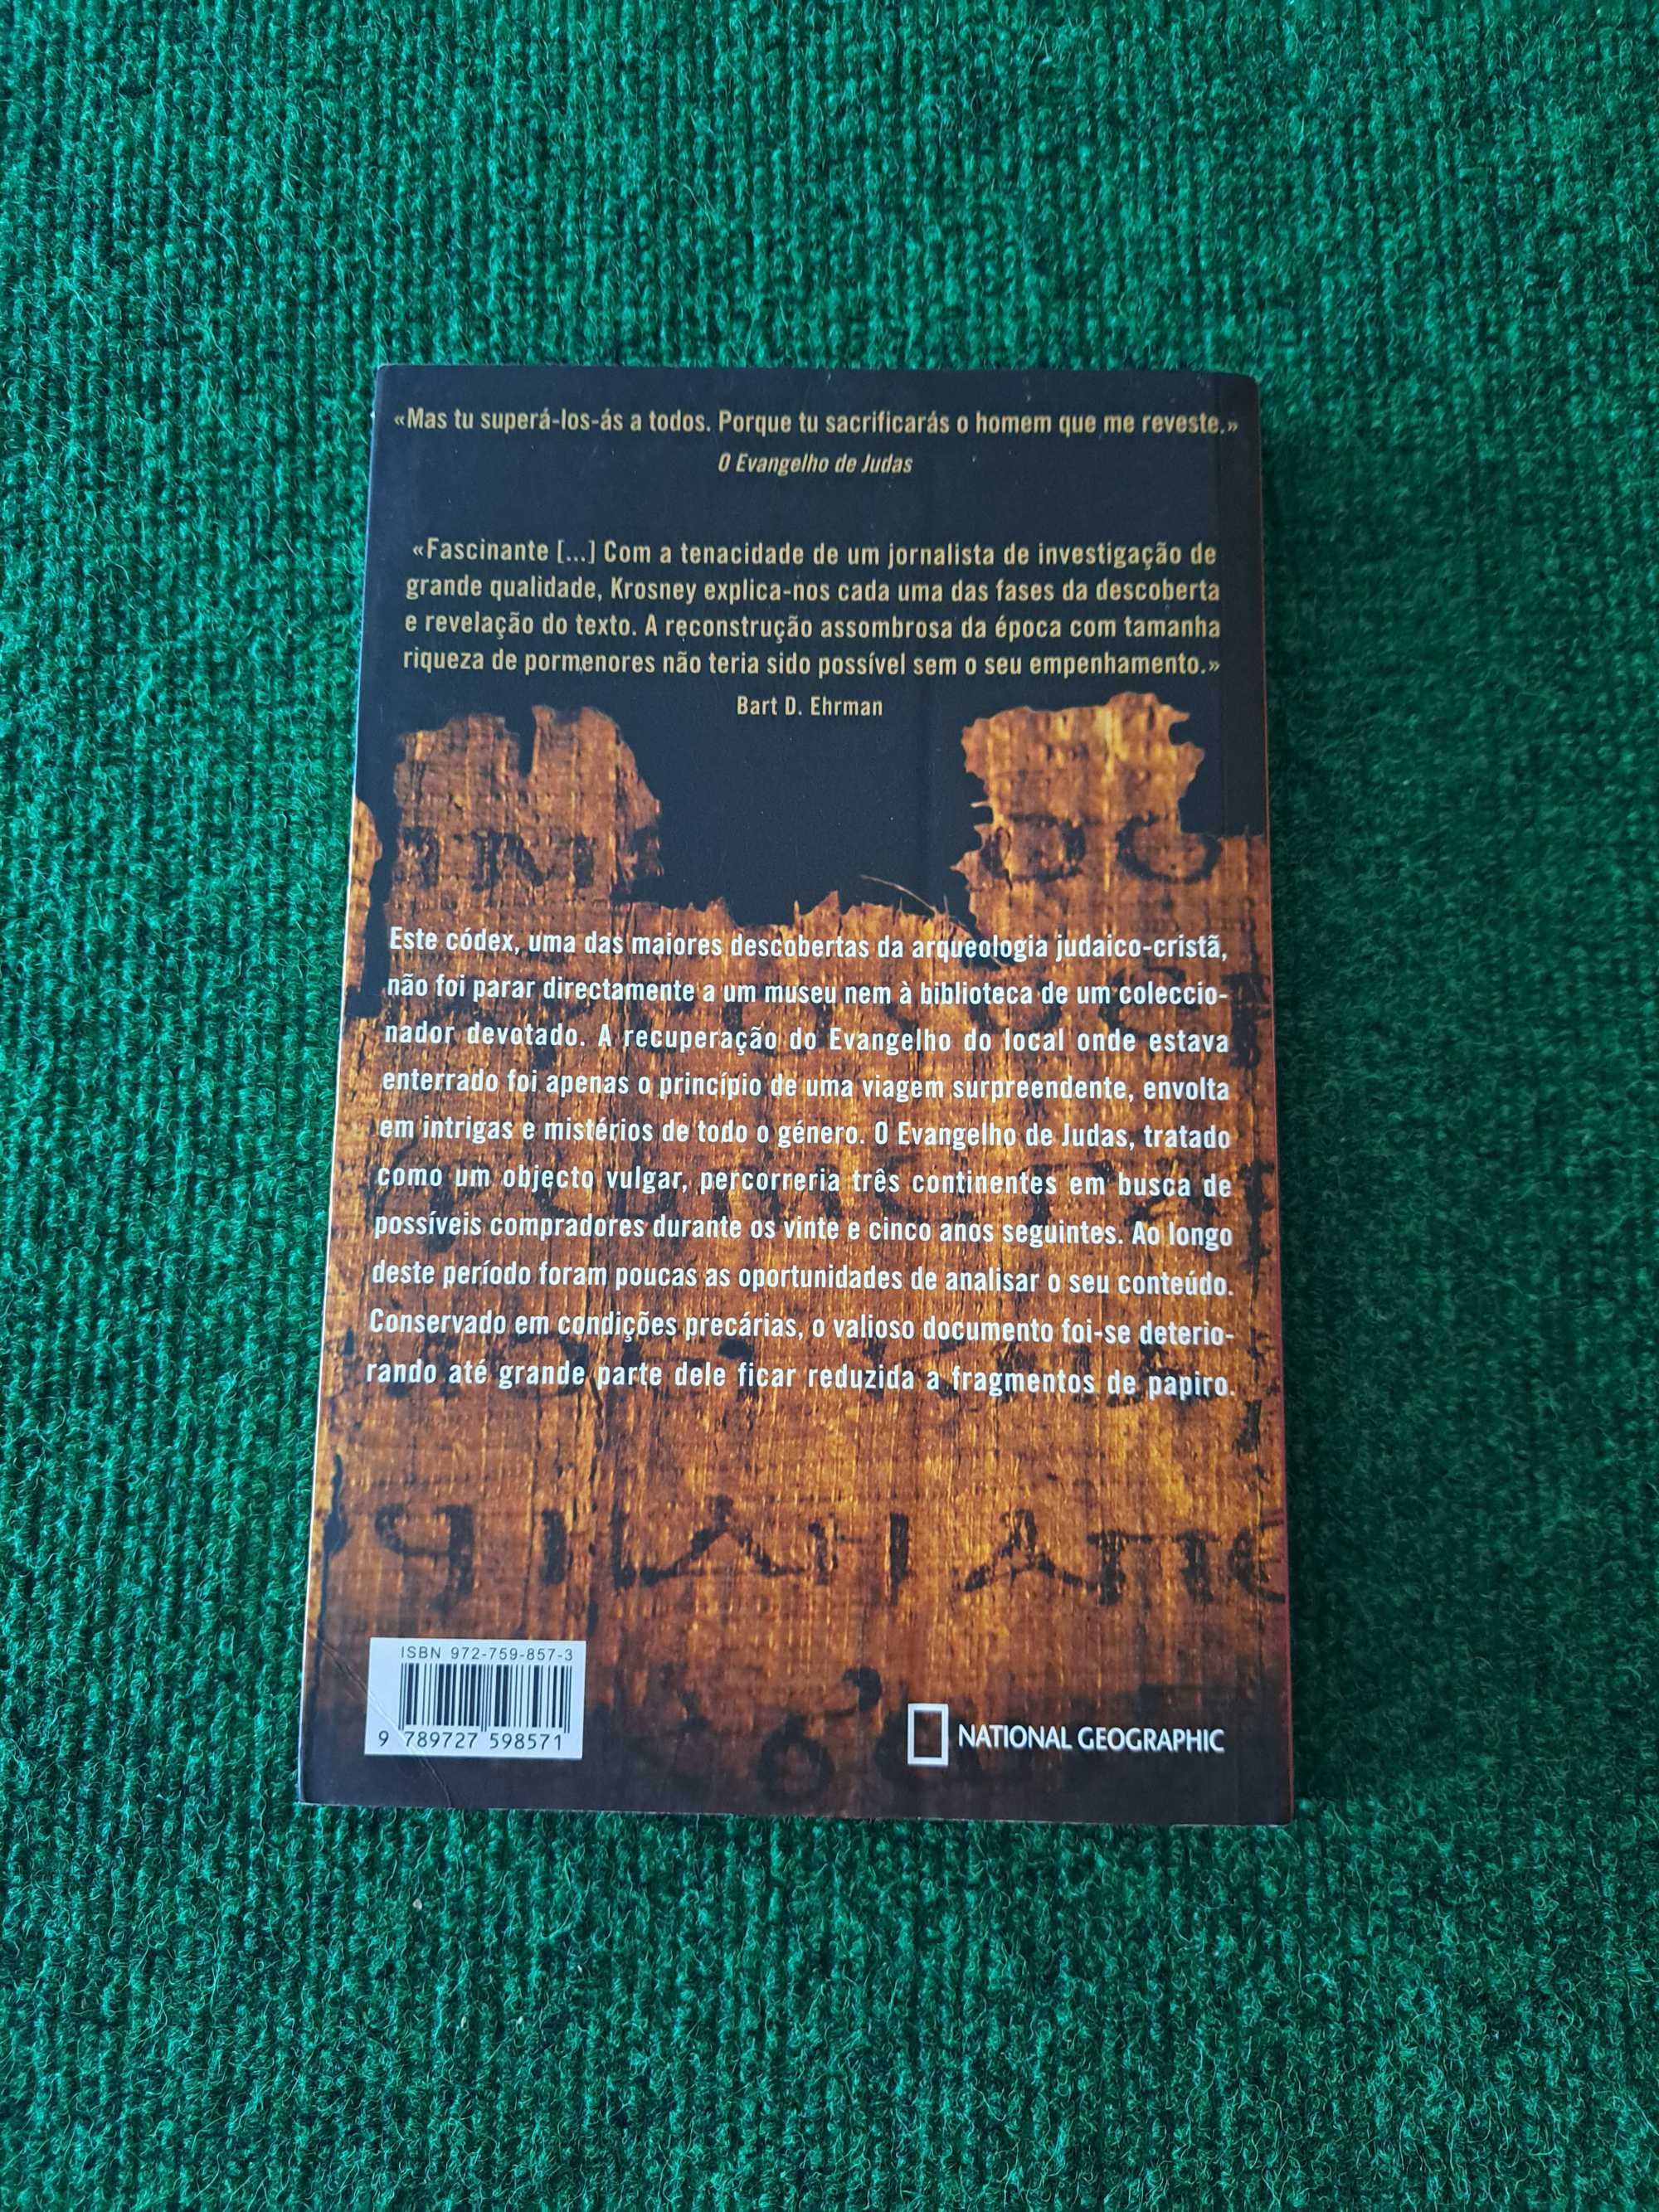 «Mas tu superá-los-ás a todos. Porque tu sacrificarás o homem que me reveste.»
O Evangelho de Judas
«Fascinante [...] Com a tenacidade de um jornalista de investigação de
grande qualidade, Krosney explica-nos cada uma das fases da descoberta
e revelação do texto. A reconstrução assombrosa da época com tamanha
riqueza de pormenores não teria sido possível sem o seu empenhamento.»
Bart D. Ehrman
Este códex, uma das maiores descobertas da arqueologia judaico-cristã,
não foi parar directamente a um museu nem à biblioteca de um coleccio-
nador devotado. A recuperação do Evangelho do local onde estava
enterrado foi apenas o princípio de uma viagem surpreendente, envolta
em intrigas e mistérios de todo o género. O Evangelho de Judas, tratado
como um objecto vulgar, percorreria três continentes em busca de
possíveis compradores durante os vinte e cinco anos seguintes. Ao longo
deste período foram poucas as oportunidades de analisar o seu conteúdo.
Conservado em condições precárias, o valioso documento foi-se deterio-
rando até grande parte dele ficar reduzida a fragmentos de papiro.
ISBN 972-759-857-3
9 789727 598571
NATIONAL GEOGRAPHIC